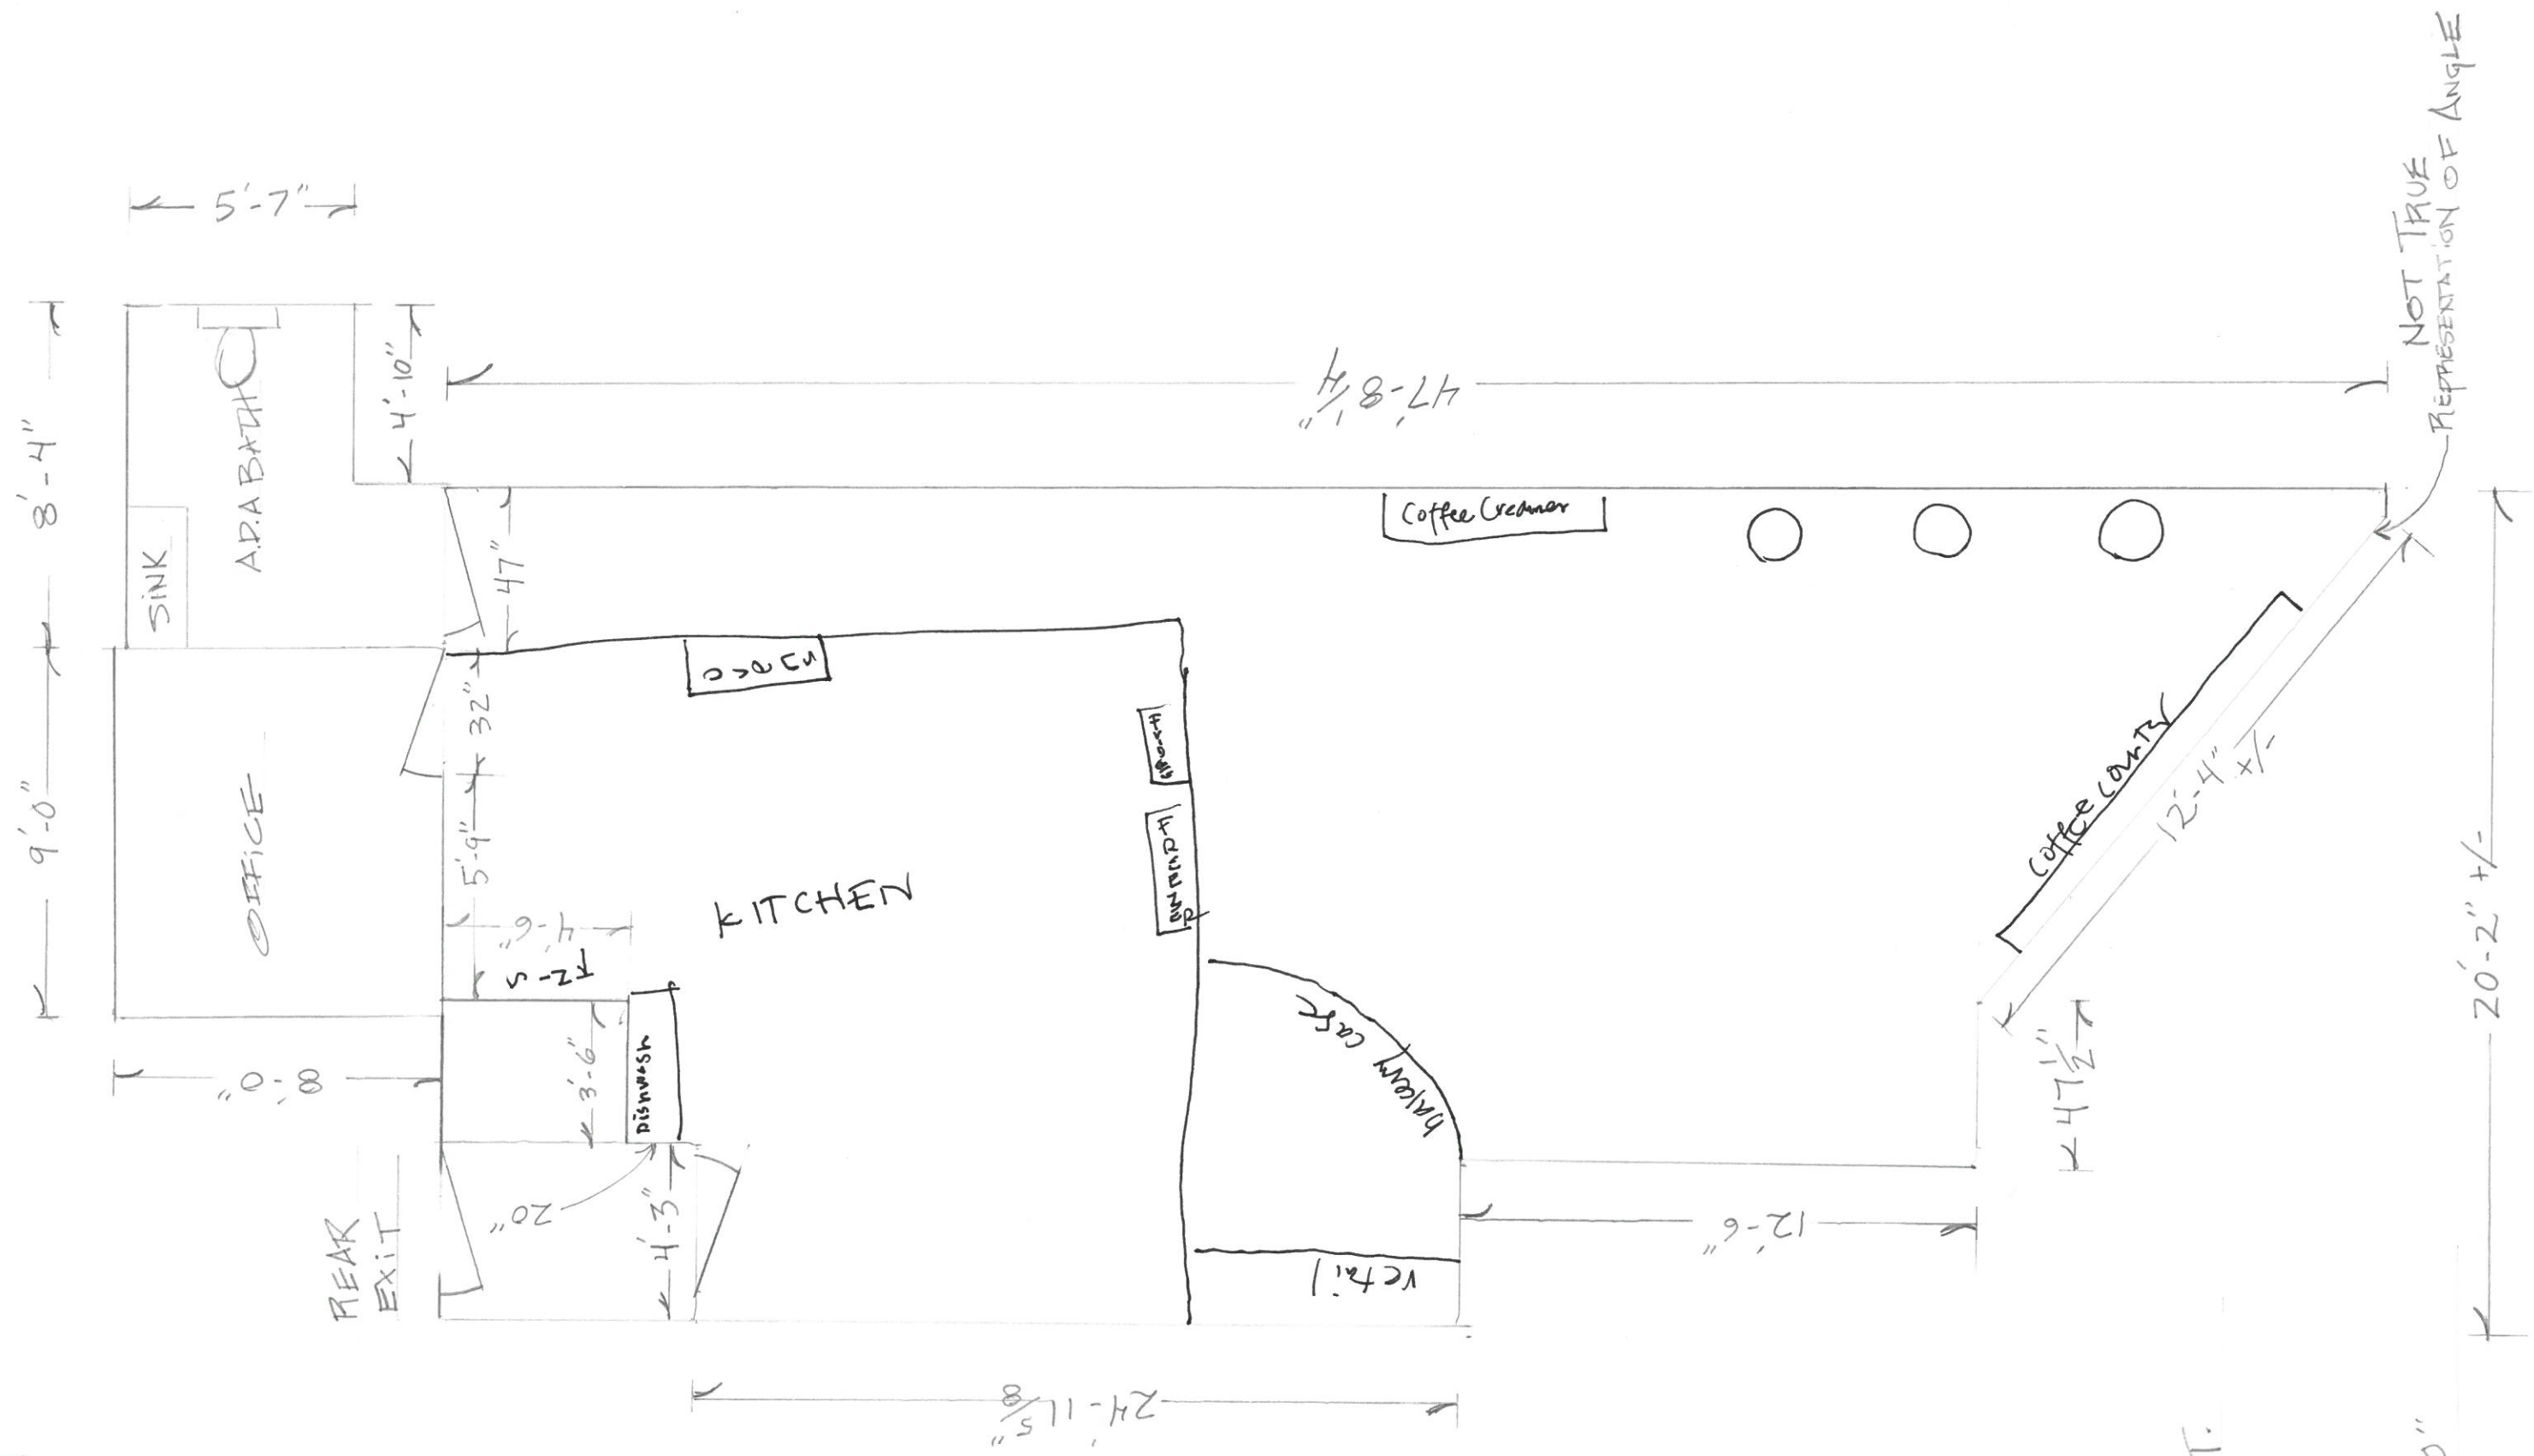 5'-7"
8'-4"
4'-10"
A.D.A BATH
SINK
47'-8 1/4"
NOT TRUE
REPRESENTATION OF ANGLE
Coffee Creamer
47"
OVEN
32"
9'-0"
OFFICE
5'-9"
4'-6"
KITCHEN
coffee counter
12'-4"
+/-
20'-2" +/-
8'-0"
3'-6"
Dishwash
bakery case
47 1/2"
REAR
EXIT
20"
4'-3"
12'-6"
retail
24'-11 5/8"
T.
0"